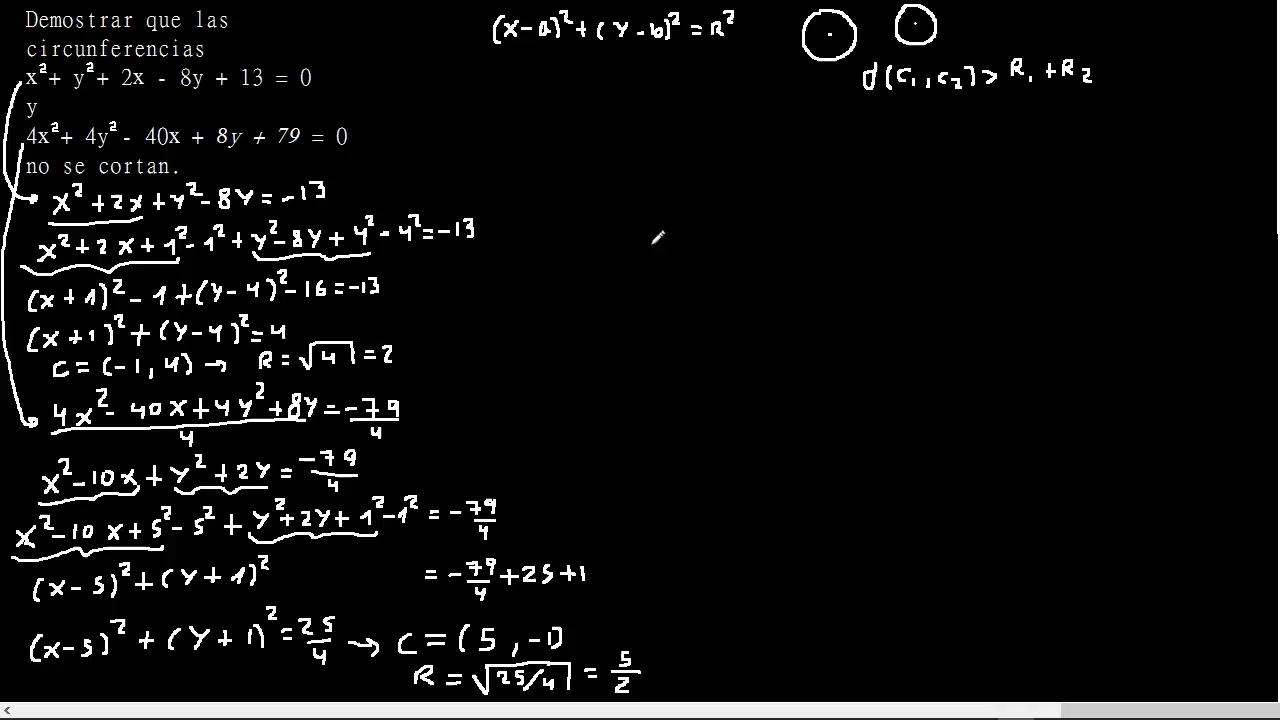 Demostrar que las
circunferencias
x²+ y²+ 2x - 8y + 13 = 0
y
4x²+ 4y²- 40x + 8y + 79 = 0
no se cortan.
(x-a)²+(y-b)²=R²
d(C₁,C₂)>R₁+R₂
x²+2x+y²-8y=-13
x²+2x+1²-1²+y²-8y+4²-4²=-13
(x+1)²-1+(y-4)²-16=-13
(x+1)²+(y-4)²=4
C=(-1,4)→ R=√4=2
(4x²-40x+4y²+8y)/4=-79/4
x²-10x+y²+2y=-79/4
x²-10x+5²-5²+y²+2y+1²-1²=-79/4
(x-5)²+(y+1)² =-79/4+25+1
(x-5)²+(y+1)²=25/4→ C=(5,-1)
R=√25/4=5/2